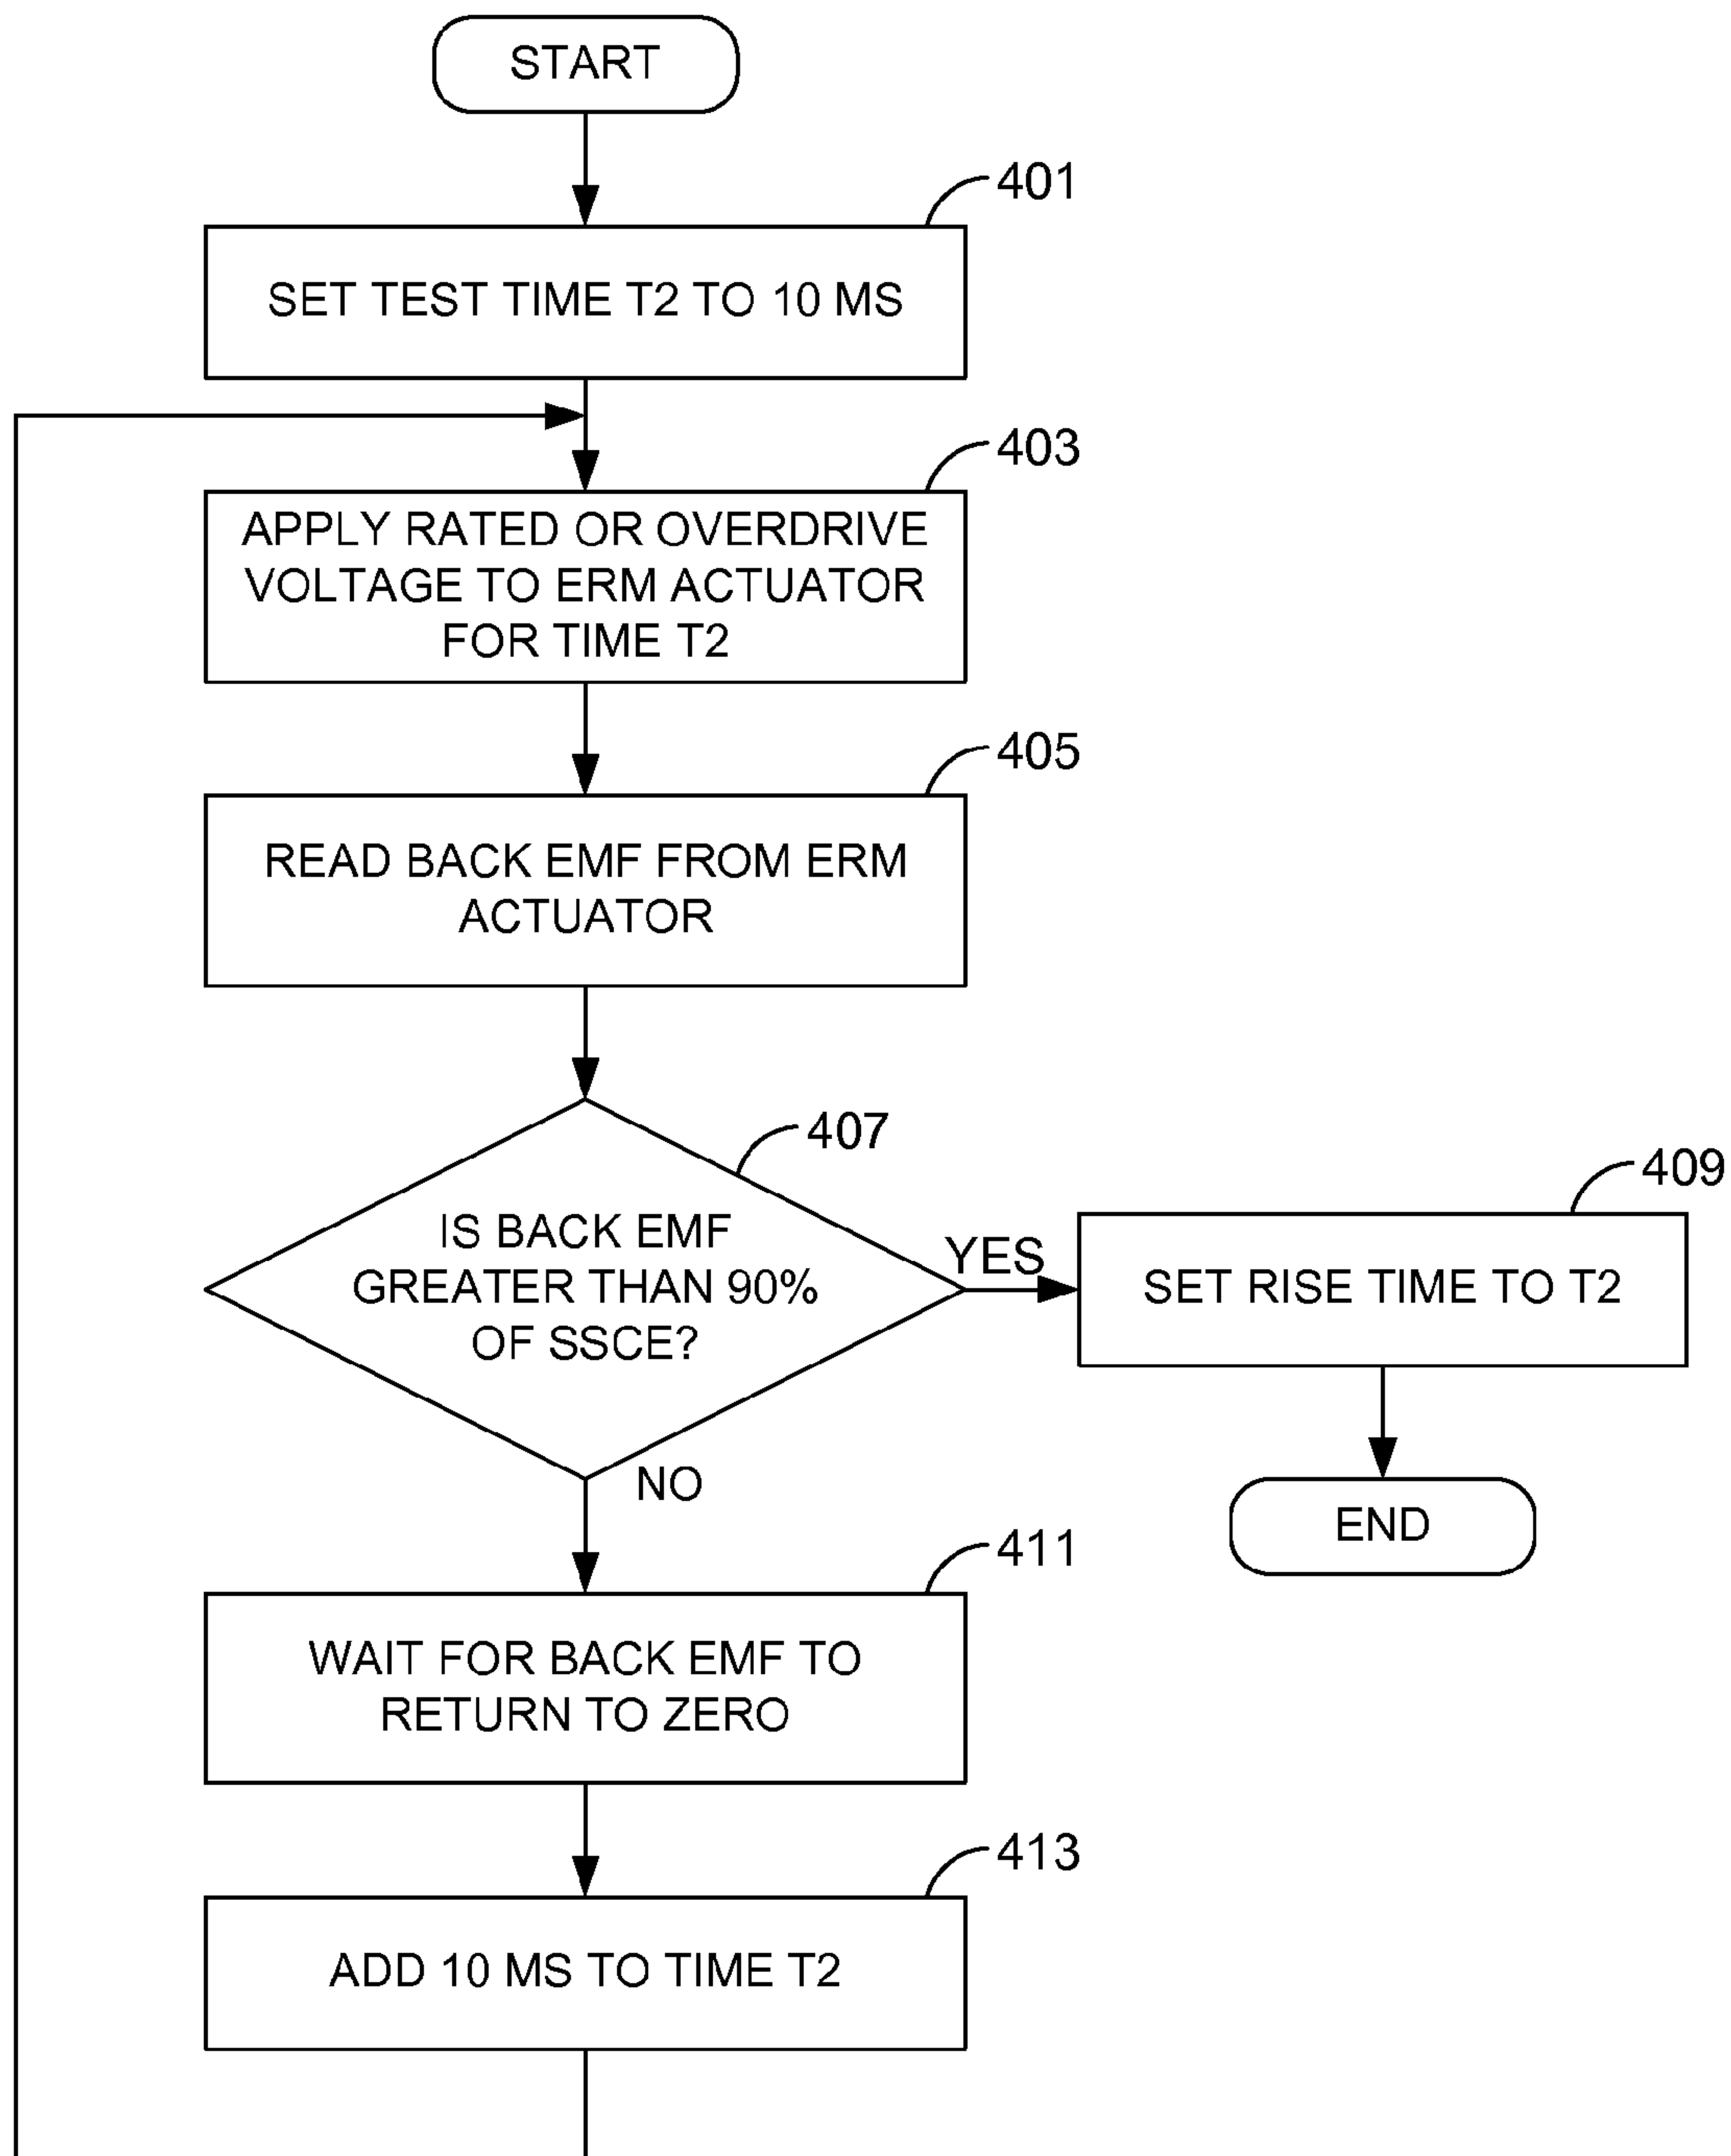 START
401
SET TEST TIME T2 TO 10 MS
403
APPLY RATED OR OVERDRIVE
VOLTAGE TO ERM ACTUATOR
FOR TIME T2
405
READ BACK EMF FROM ERM
ACTUATOR
407
IS BACK EMF
GREATER THAN 90%
OF SSCE?
YES
409
SET RISE TIME TO T2
END
NO
411
WAIT FOR BACK EMF TO
RETURN TO ZERO
413
ADD 10 MS TO TIME T2